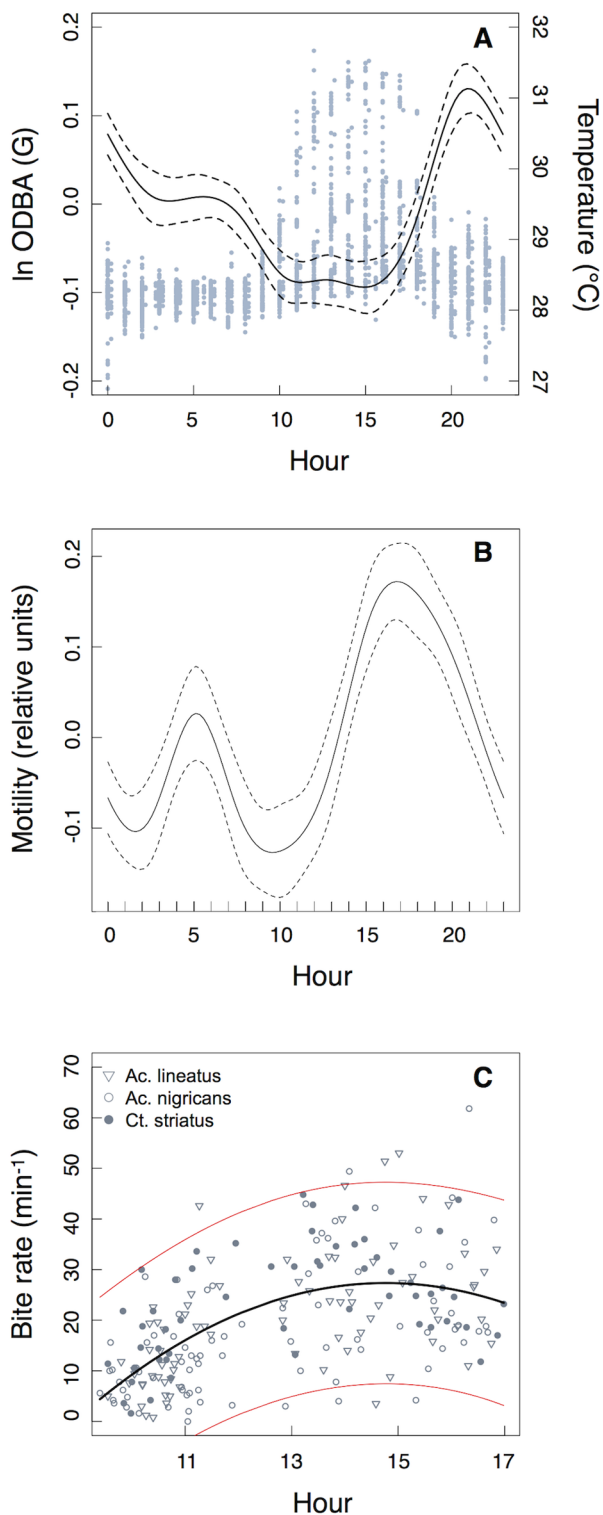 A
ln ODBA (G)
0.2
0.1
0.0
-0.1
-0.2
Temperature (°C)
32
31
30
29
28
27
0 5 10 15 20
Hour
B
Motility (relative units)
0.2
0.1
0.0
-0.1
0 5 10 15 20
Hour
C
Bite rate (min-1)
70
60
50
40
30
20
10
0
Ac. lineatus
Ac. nigricans
Ct. striatus
11 13 15 17
Hour